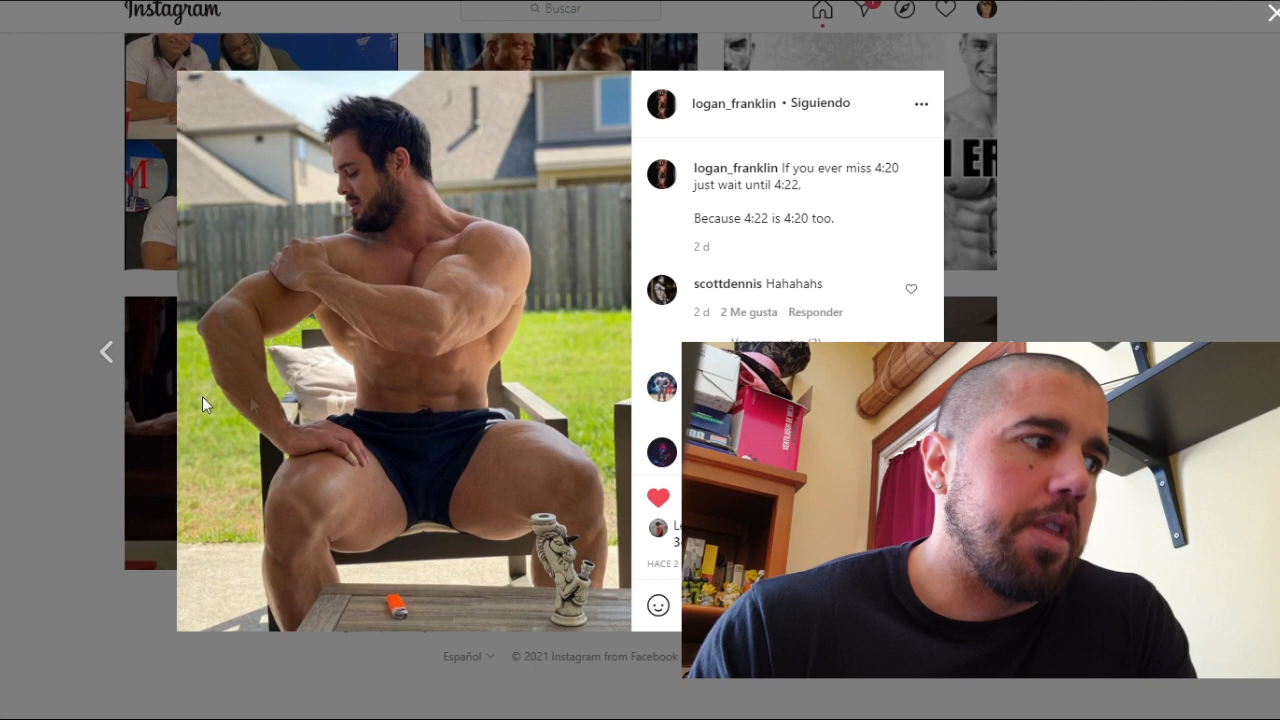 Instagram
Buscar
logan_franklin • Siguiendo
logan_franklin If you ever miss 4:20
just wait until 4:22,
Because 4:22 is 4:20 too.
2 d
scottdennis Hahahahs
2 d 2 Me gusta Responder
M
ER
HACE 2
Español
© 2021 Instagram from Facebook